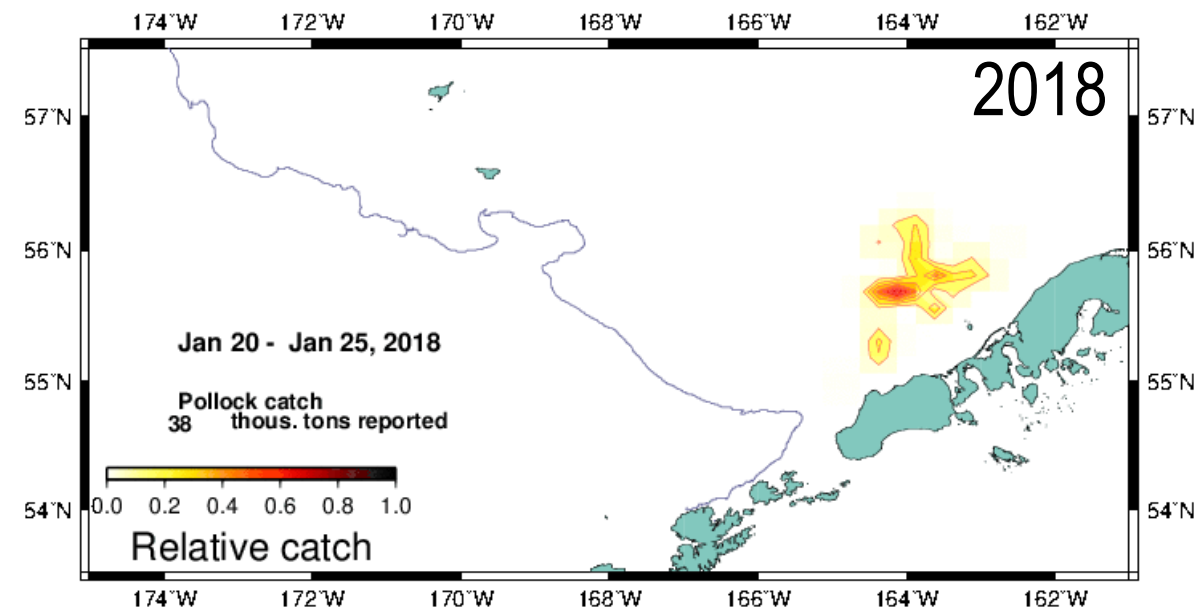 174°W 172°W 170°W 168°W 166°W 164°W 162°W
2018
57°N 57°N
56°N 56°N
Jan 20 - Jan 25, 2018
55°N 55°N
Pollock catch
38 thous. tons reported
0.0 0.2 0.4 0.6 0.8 1.0
54°N 54°N
Relative catch
174°W 172°W 170°W 168°W 166°W 164°W 162°W